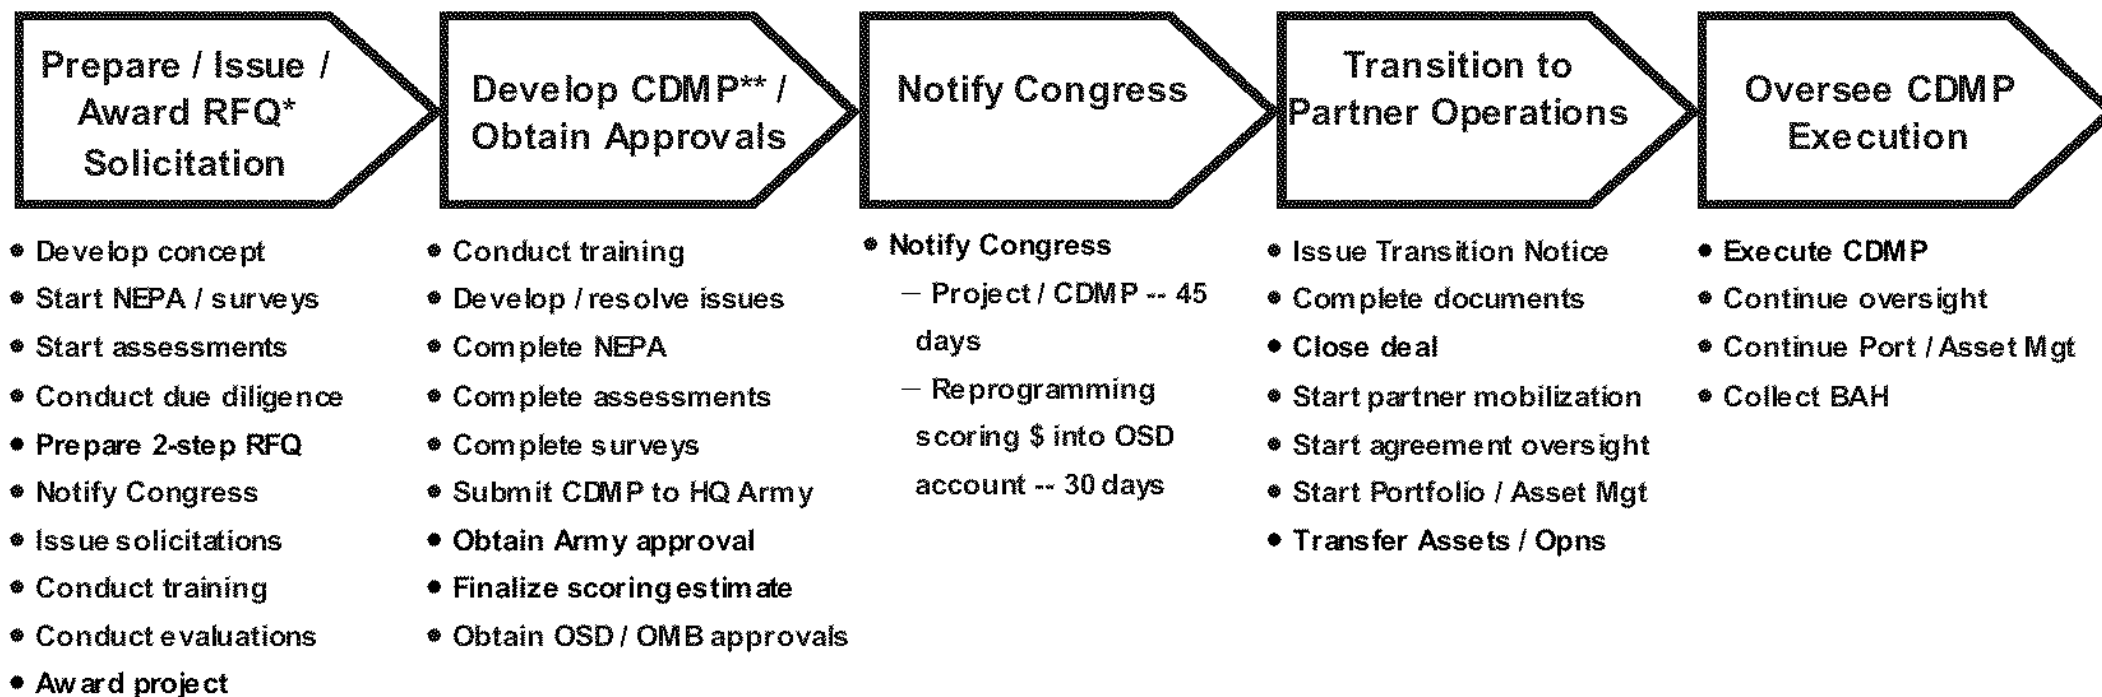 Prepare / Issue /
Award RFQ*
Solicitation
Develop CDMP** /
Obtain Approvals
Notify Congress
Transition to
Partner Operations
Oversee CDMP
Execution
• Develop concept
• Start NEPA / surveys
• Start assessments
• Conduct due diligence
• Prepare 2-step RFQ
• Notify Congress
• Issue solicitations
• Conduct training
• Conduct evaluations
• Award project
• Conduct training
• Develop / resolve issues
• Complete NEPA
• Complete assessments
• Complete surveys
• Submit CDMP to HQ Army
• Obtain Army approval
• Finalize scoring estimate
• Obtain OSD / OMB approvals
• Notify Congress
— Project / CDMP -- 45
days
— Reprogramming
scoring $ into OSD
account -- 30 days
• Issue Transition Notice
• Complete documents
• Close deal
• Start partner mobilization
• Start agreement oversight
• Start Portfolio / Asset Mgt
• Transfer Assets / Opns
• Execute CDMP
• Continue oversight
• Continue Port / Asset Mgt
• Collect BAH